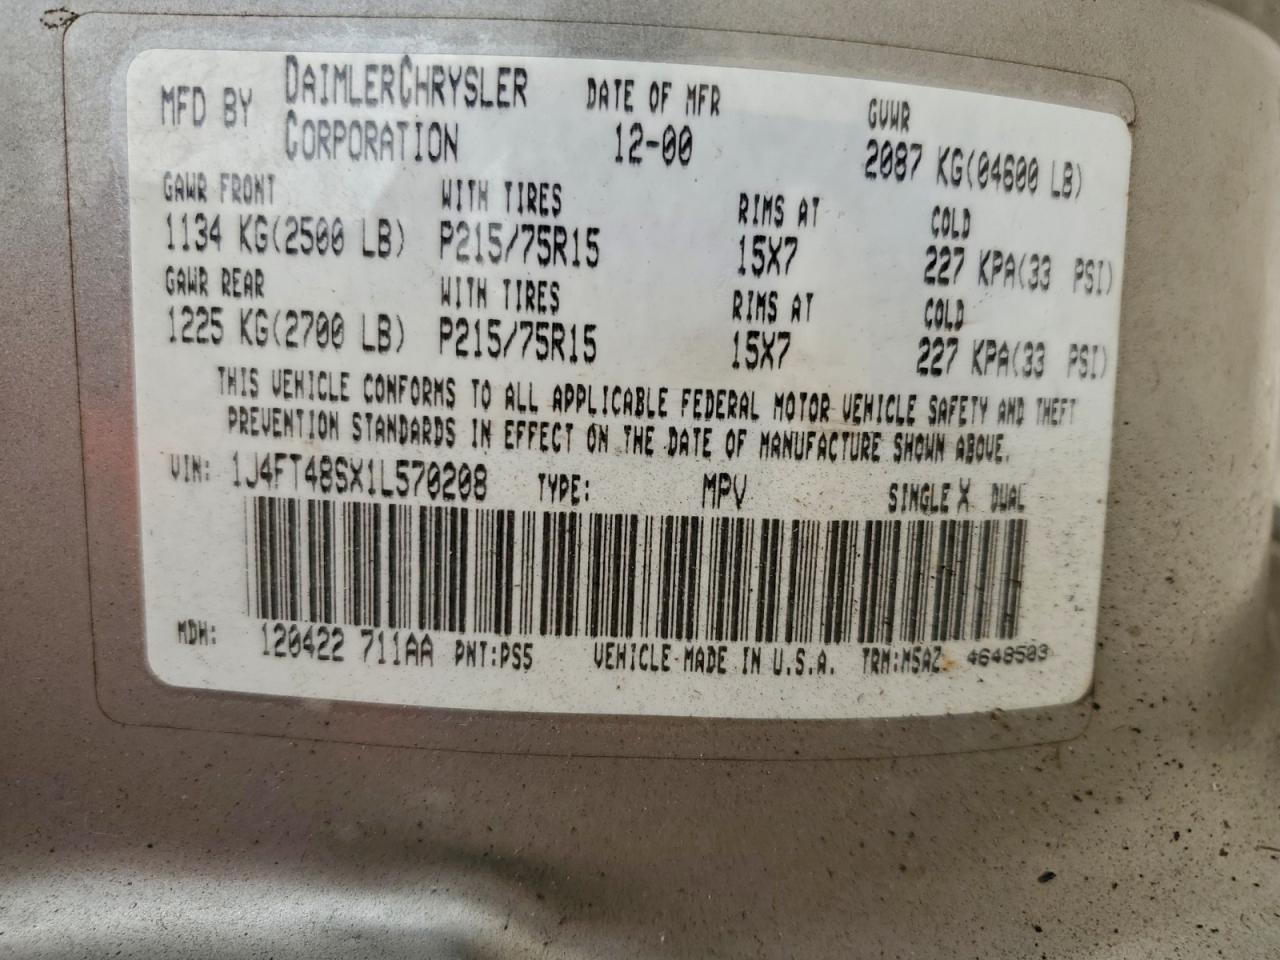 MFD BY DAIMLERCHRYSLER CORPORATION DATE OF MFR 12-00 GVWR 2087 KG(04600 LB)
GAWR FRONT WITH TIRES RIMS AT COLD
1134 KG(2500 LB) P215/75R15 15X7 227 KPA(33 PSI)
GAWR REAR WITH TIRES RIMS AT COLD
1225 KG(2700 LB) P215/75R15 15X7 227 KPA(33 PSI)
THIS VEHICLE CONFORMS TO ALL APPLICABLE FEDERAL MOTOR VEHICLE SAFETY AND THEFT
PREVENTION STANDARDS IN EFFECT ON THE DATE OF MANUFACTURE SHOWN ABOVE.
VIN: 1J4FT48SX1L570208 TYPE: MPV SINGLE X DUAL
MDH: 120422 711AA PNT:PS5 VEHICLE MADE IN U.S.A. TRM:M5AZ 4648503